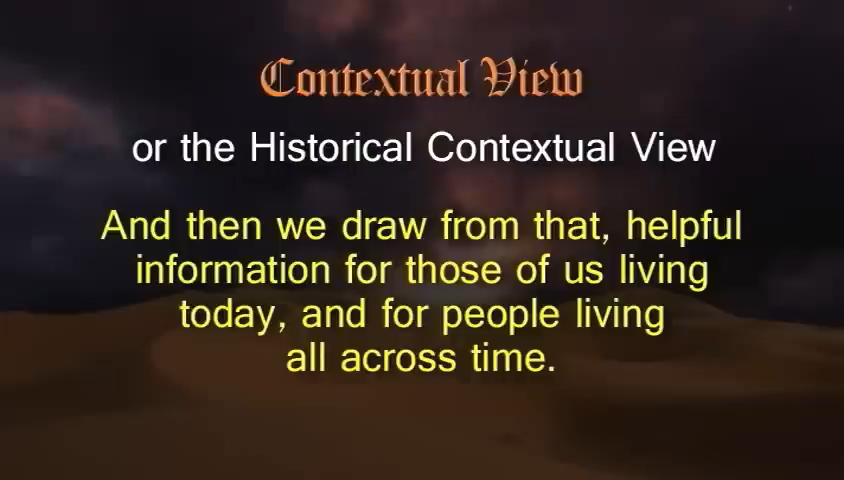 Contextual View
or the Historical Contextual View
And then we draw from that, helpful
information for those of us living
today, and for people living
all across time.